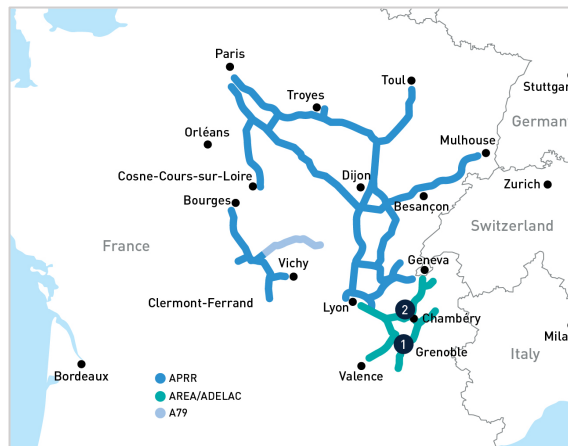 Paris
Toul
Troyes
Stuttgar
Germany
Orléans
Mulhouse
Cosne-Cours-sur-Loire
Dijon
Zurich
Bourges
Besançon
Switzerland
France
Geneva
Vichy
Clermont-Ferrand
Lyon
2
Chambéry
Mila
1
Grenoble
Italy
Valence
Bordeaux
APRR
AREA/ADELAC
A79